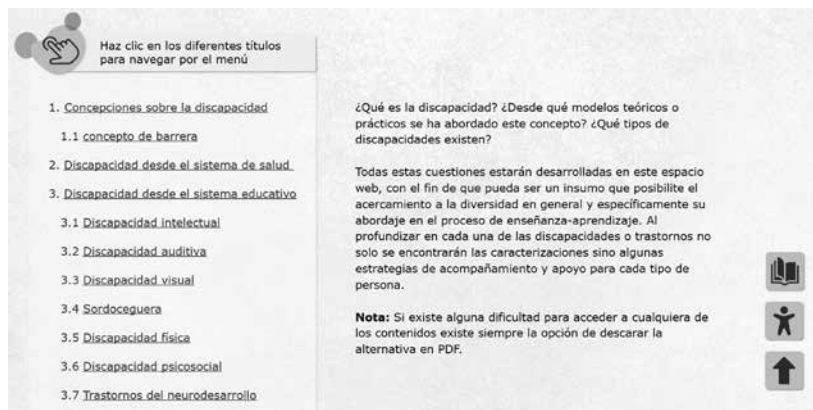 Haz clic en los diferentes títulos
para navegar por el menú
1. Concepciones sobre la discapacidad
1.1 concepto de barrera
2. Discapacidad desde el sistema de salud
3. Discapacidad desde el sistema educativo
3.1 Discapacidad intelectual
3.2 Discapacidad auditiva
3.3 Discapacidad visual
3.4 Sordoceguera
3.5 Discapacidad física
3.6 Discapacidad psicosocial
3.7 Trastornos del neurodesarrollo
¿Qué es la discapacidad? ¿Desde qué modelos teóricos o
prácticos se ha abordado este concepto? ¿Qué tipos de
discapacidades existen?
Todas estas cuestiones estarán desarrolladas en este espacio
web, con el fin de que pueda ser un insumo que posibilite el
acercamiento a la diversidad en general y específicamente su
abordaje en el proceso de enseñanza-aprendizaje. Al
profundizar en cada una de las discapacidades o trastornos no
solo se encontrarán las caracterizaciones sino algunas
estrategias de acompañamiento y apoyo para cada tipo de
persona.
Nota: Si existe alguna dificultad para acceder a cualquiera de
los contenidos existe siempre la opción de descarar la
alternativa en PDF.